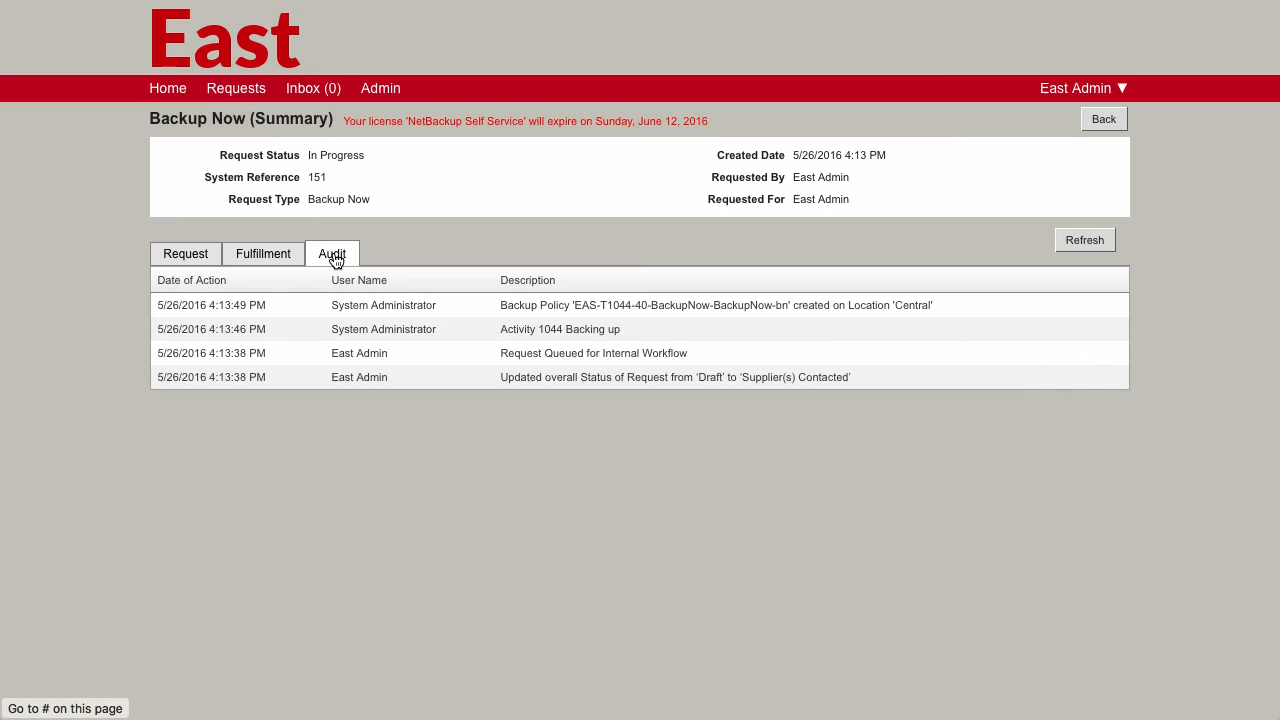 East
Home Requests Inbox (0) Admin East Admin ▼
Backup Now (Summary) Your license 'NetBackup Self Service' will expire on Sunday, June 12, 2016 Back
Request Status In Progress Created Date 5/26/2016 4:13 PM
System Reference 151 Requested By East Admin
Request Type Backup Now Requested For East Admin
Refresh
Request Fulfillment Audit
Date of Action User Name Description
5/26/2016 4:13:49 PM System Administrator Backup Policy 'EAS-T1044-40-BackupNow-BackupNow-bn' created on Location 'Central'
5/26/2016 4:13:46 PM System Administrator Activity 1044 Backing up
5/26/2016 4:13:38 PM East Admin Request Queued for Internal Workflow
5/26/2016 4:13:38 PM East Admin Updated overall Status of Request from ‘Draft’ to ‘Supplier(s) Contacted’
Go to # on this page